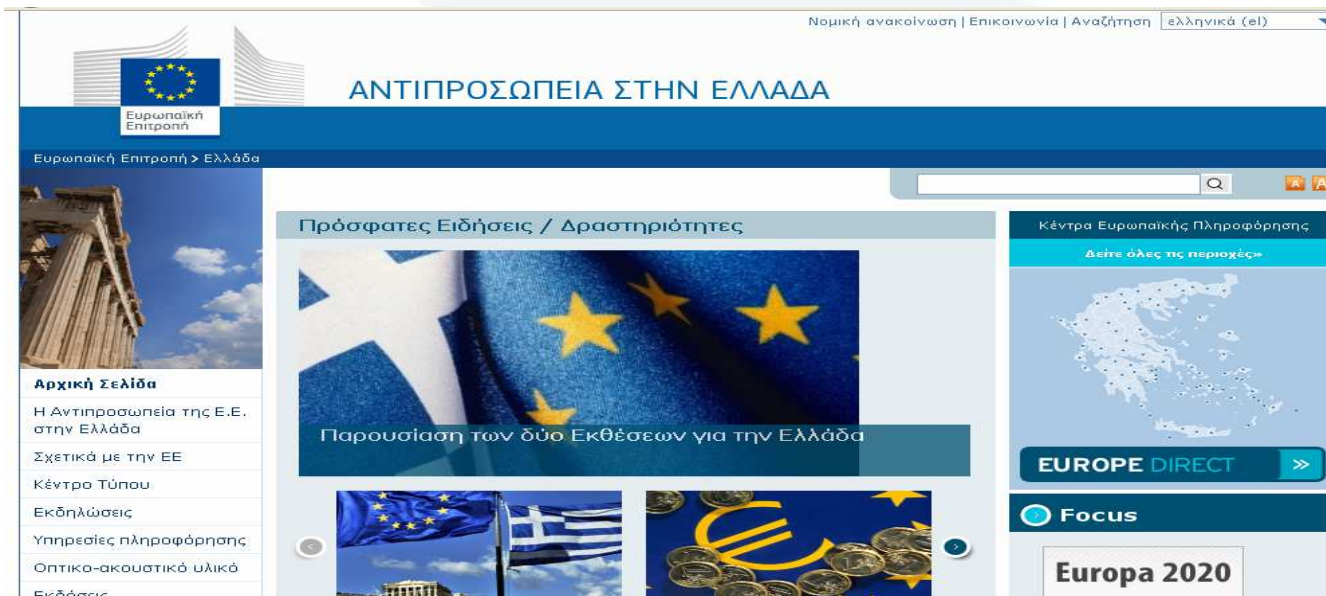 Νομική ανακοίνωση | Επικοινωνία | Αναζήτηση ελληνικά (el)
Ευρωπαϊκή
Επιτροπή
ΑΝΤΙΠΡΟΣΩΠΕΙΑ ΣΤΗΝ ΕΛΛΑΔΑ
Ευρωπαϊκή Επιτροπή > Ελλάδα
A A
Πρόσφατες Ειδήσεις / Δραστηριότητες
Παρουσίαση των δύο Εκθέσεων για την Ελλάδα
Αρχική Σελίδα
Η Αντιπροσωπεία της Ε.Ε.
στην Ελλάδα
Σχετικά με την ΕΕ
Κέντρο Τύπου
Εκδηλώσεις
Υπηρεσίες πληροφόρησης
Οπτικο-ακουστικό υλικό
Εκδόσεις
Κέντρα Ευρωπαϊκής Πληροφόρησης
Δείτε όλες τις περιοχές»
EUROPE DIRECT »
Focus
Europa 2020